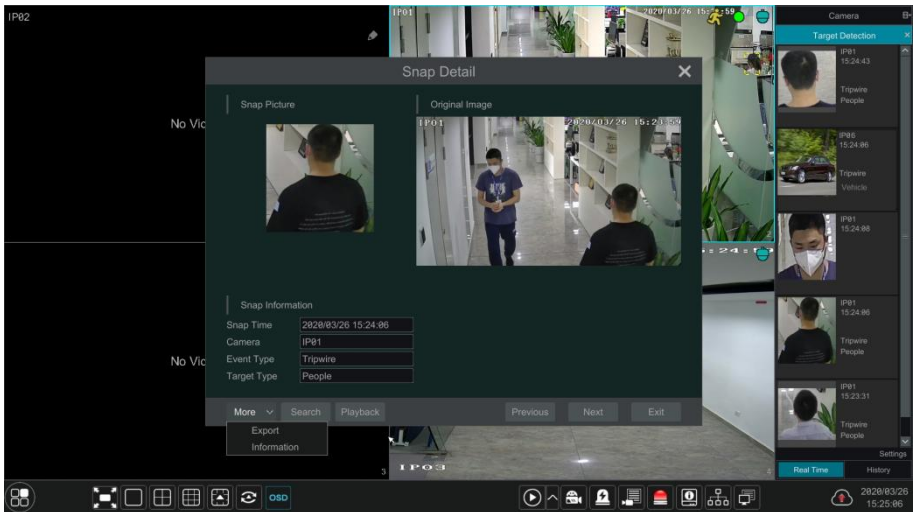 IP02
No Vid
No Vid
3
IP01
2020/03/26 15:
:59
Snap Detail
Snap Picture
Original Image
IP01
2020/03/26 15:2
Snap Information
Snap Time
2020/03/26 15:24:06
Camera
IP01
Event Type
Tripwire
Target Type
People
More
Search
Playback
Previous
Next
Exit
Export
Information
IP03
Camera
Target Detection
IP01
15:24:43
Tripwire
People
IP06
15:24:06
Tripwire
Vehicle
IP01
15:24:08
IP01
15:24:06
Tripwire
People
IP01
15:23:31
Tripwire
People
Settings
Real Time
History
OSD
2020/03/26
15:25:06